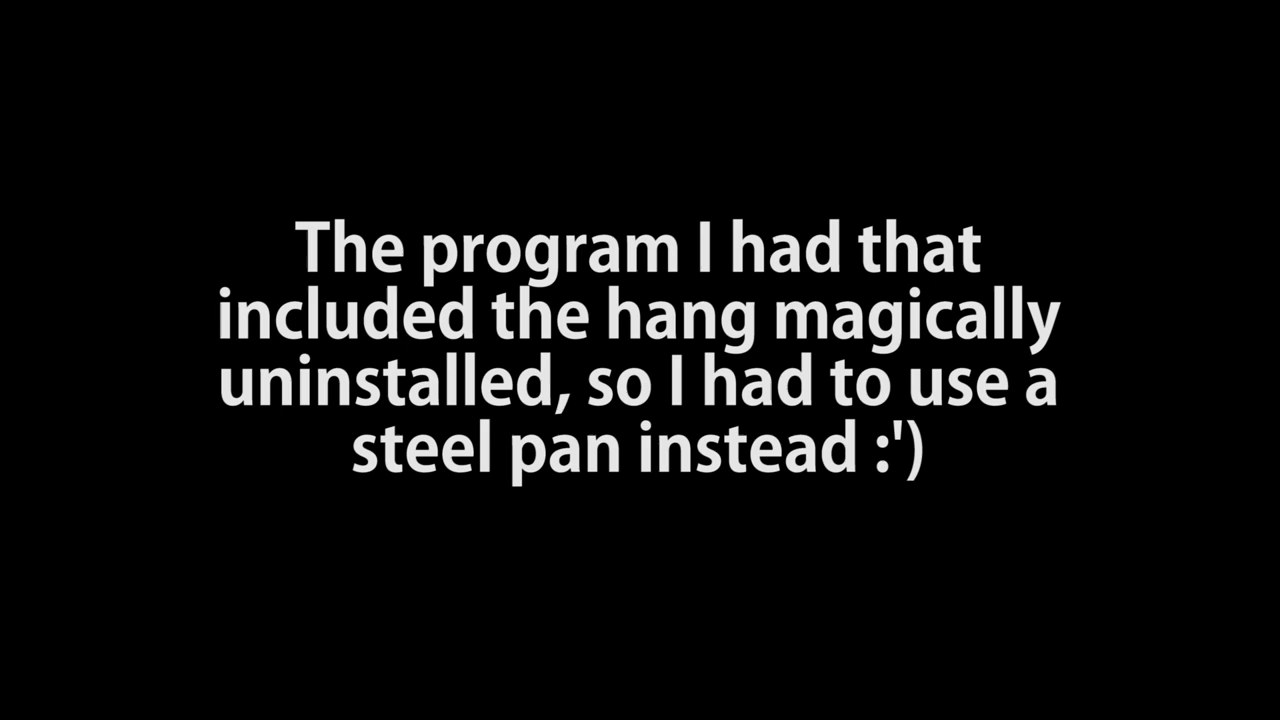 The program I had that
included the hang magically
uninstalled, so I had to use a
steel pan instead :')